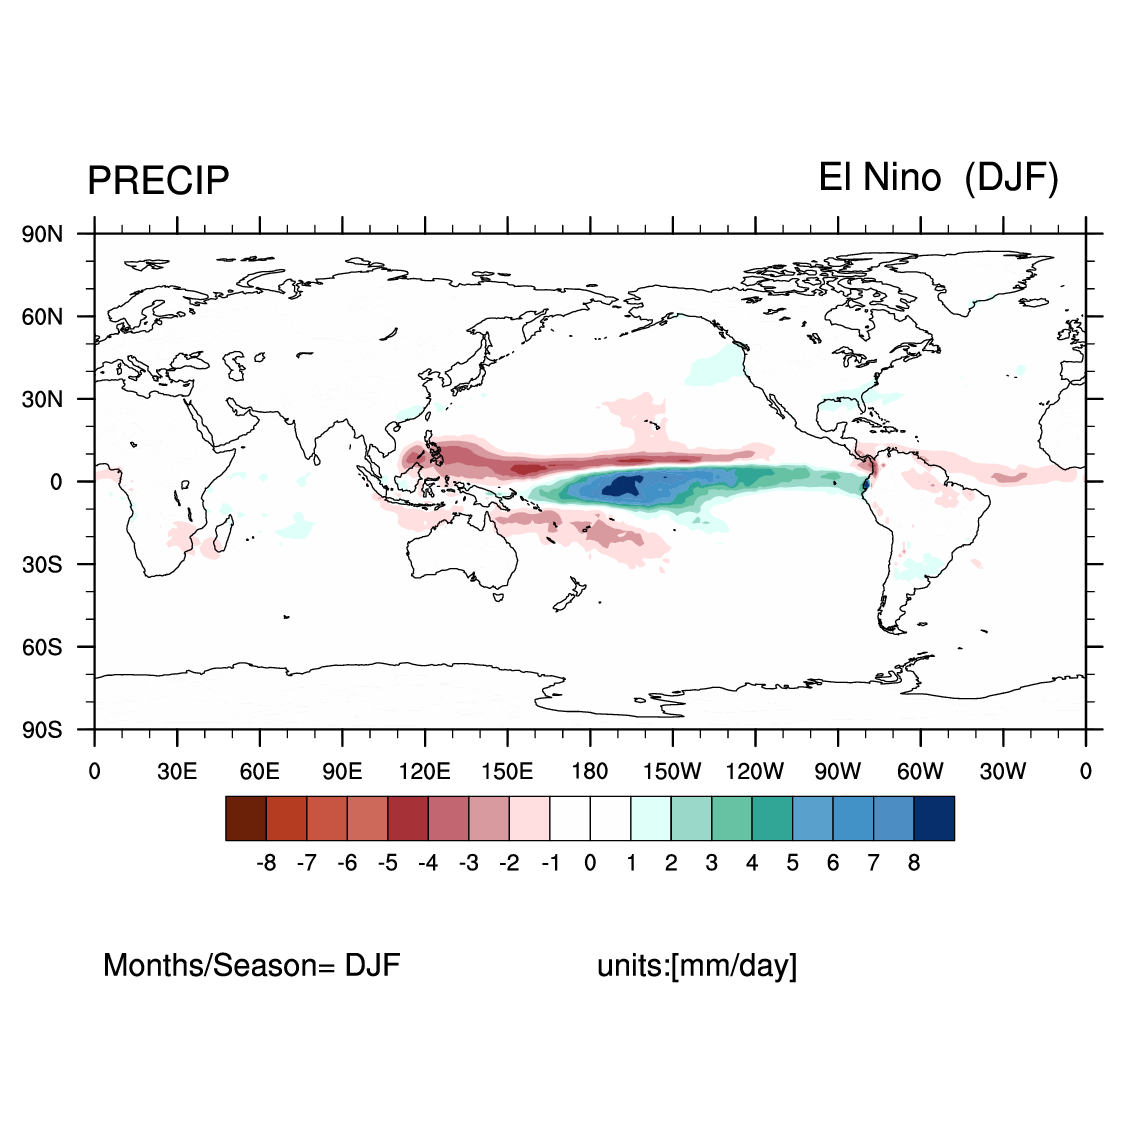 PRECIP El Nino (DJF)
90N
60N
30N
0
30S
60S
90S
0 30E 60E 90E 120E 150E 180 150W 120W 90W 60W 30W 0
-8 -7 -6 -5 -4 -3 -2 -1 0 1 2 3 4 5 6 7 8
Months/Season= DJF units:[mm/day]